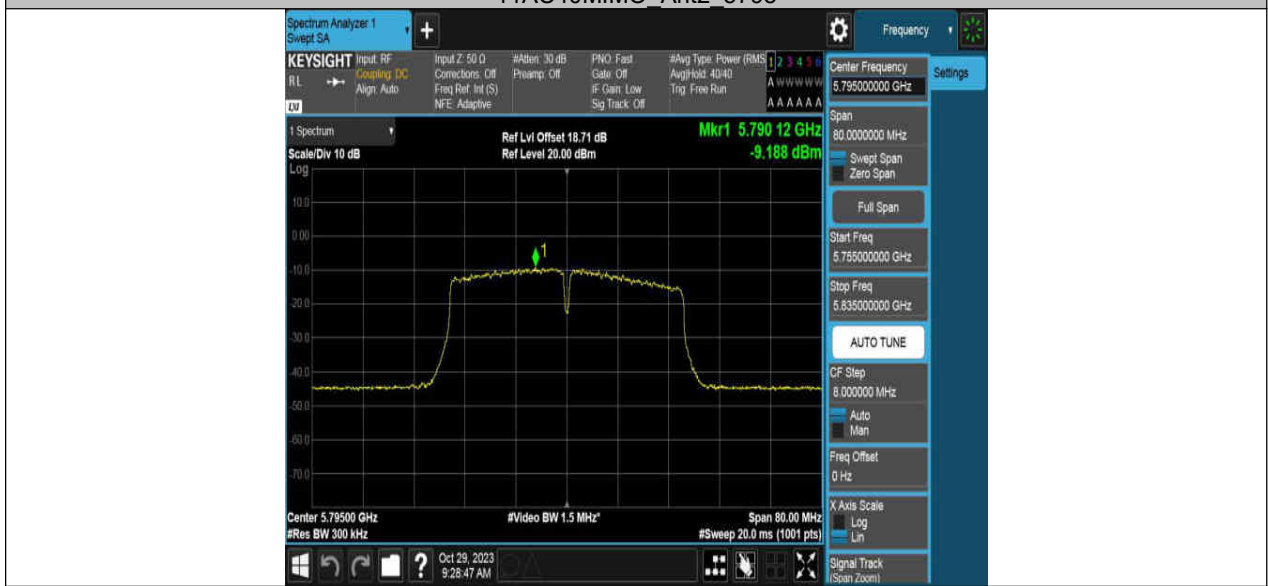 Spectrum Analyzer 1
Swept SA
+
Frequency
KEYSIGHT
RL
LXI
Input: RF
Coupling: DC
Align: Auto
Input Z: 50 Ω
Corrections: Off
Freq Ref: Int (S)
NFE: Adaptive
#Atten: 30 dB
Preamp: Off
PNO: Fast
Gate: Off
IF Gain: Low
Sig Track: Off
#Avg Type: Power (RMS
Avg|Hold: 40/40
Trig: Free Run
1 2 3 4 5 6
A W W W W W
A A A A A A
1 Spectrum
Scale/Div 10 dB
Log
Ref Lvl Offset 18.71 dB
Ref Level 20.00 dBm
Mkr1 5.790 12 GHz
-9.188 dBm
10.0
0.00
-10.0
-20.0
-30.0
-40.0
-50.0
-60.0
-70.0
1
Center 5.79500 GHz
#Res BW 300 kHz
#Video BW 1.5 MHz*
Span 80.00 MHz
#Sweep 20.0 ms (1001 pts)
?
Oct 29, 2023
9:28:47 AM
Center Frequency
5.795000000 GHz
Settings
Span
80.0000000 MHz
Swept Span
Zero Span
Full Span
Start Freq
5.755000000 GHz
Stop Freq
5.835000000 GHz
AUTO TUNE
CF Step
8.000000 MHz
Auto
Man
Freq Offset
0 Hz
X Axis Scale
Log
Lin
Signal Track
(Span Zoom)